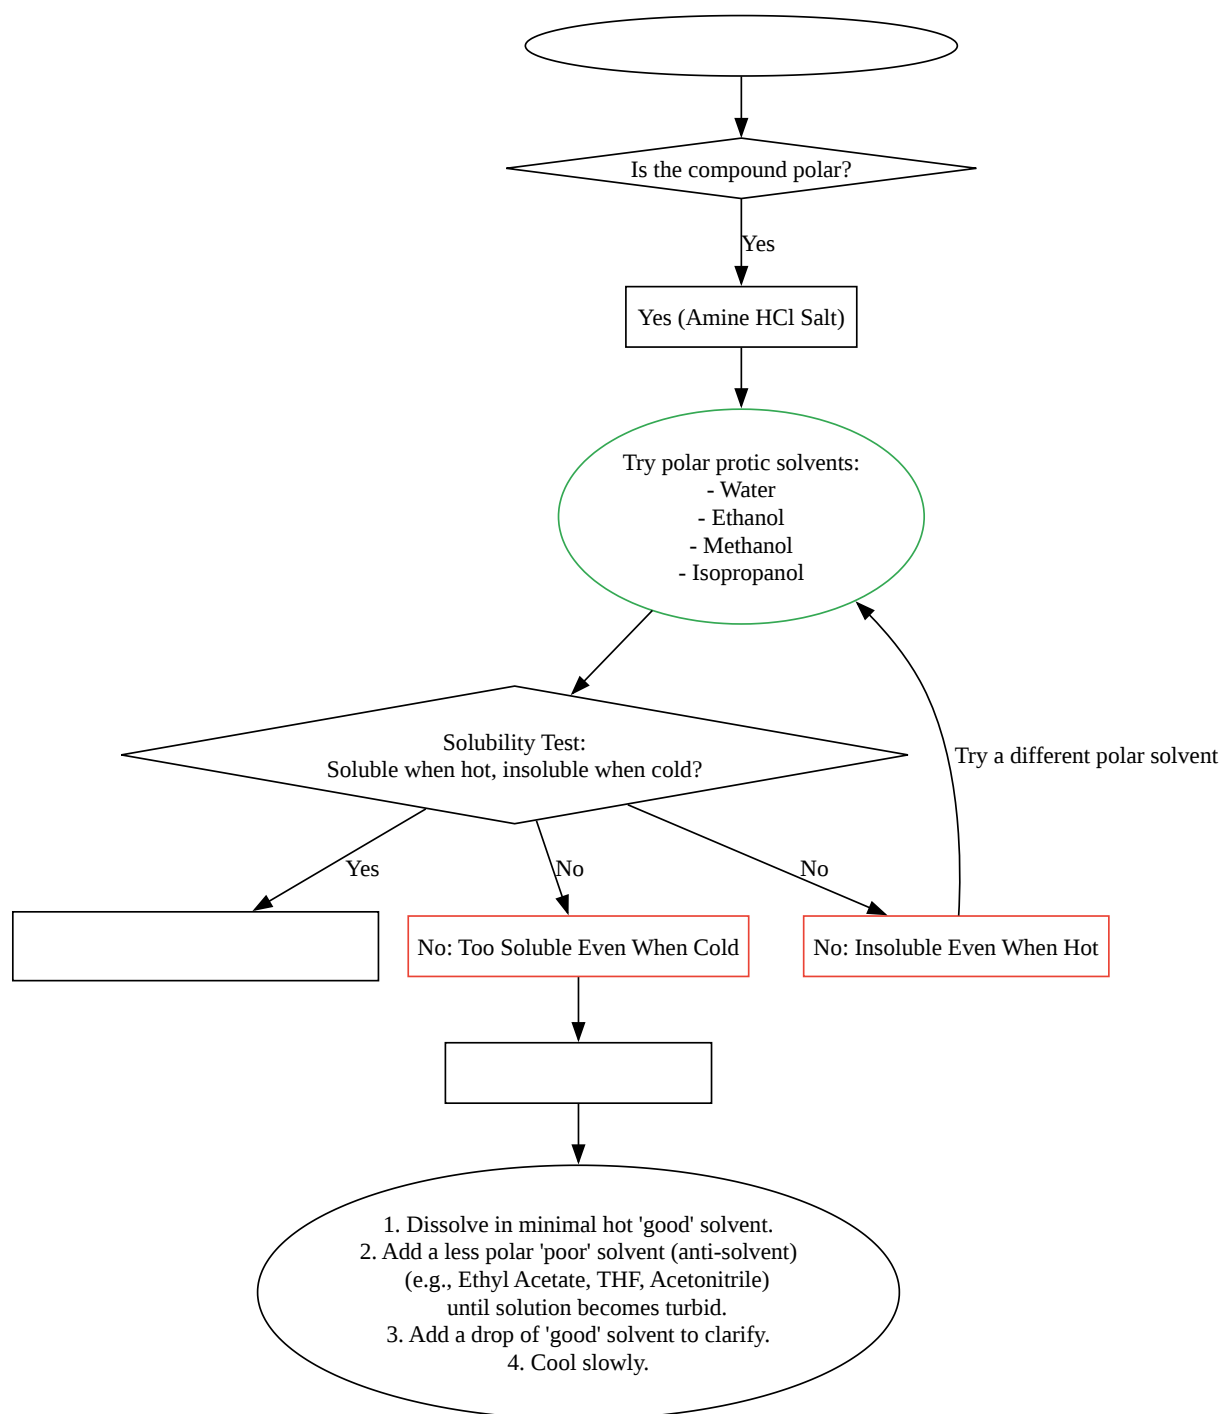 Is the compound polar?
Yes
Yes (Amine HCl Salt)
Try polar protic solvents:
- Water
- Ethanol
- Methanol
- Isopropanol
Solubility Test:
Soluble when hot, insoluble when cold?
Try a different polar solvent
Yes
No
No
No: Too Soluble Even When Cold
No: Insoluble Even When Hot
1. Dissolve in minimal hot 'good' solvent.
2. Add a less polar 'poor' solvent (anti-solvent)
(e.g., Ethyl Acetate, THF, Acetonitrile)
until solution becomes turbid.
3. Add a drop of 'good' solvent to clarify.
4. Cool slowly.